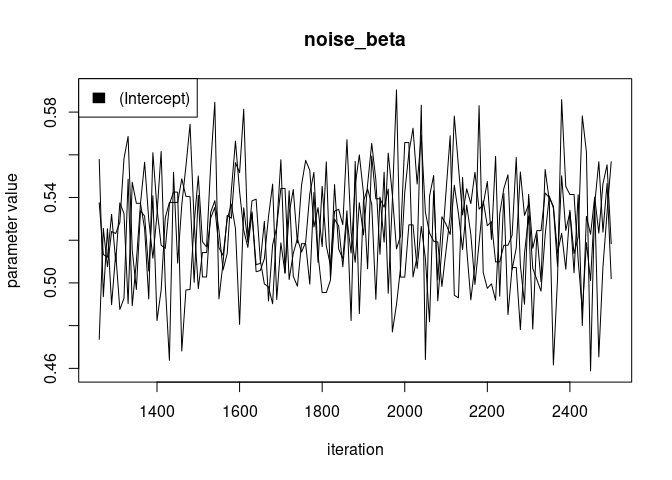 noise_beta
(Intercept)
parameter value
0.58
0.54
0.50
0.46
1400 1600 1800 2000 2200 2400
iteration